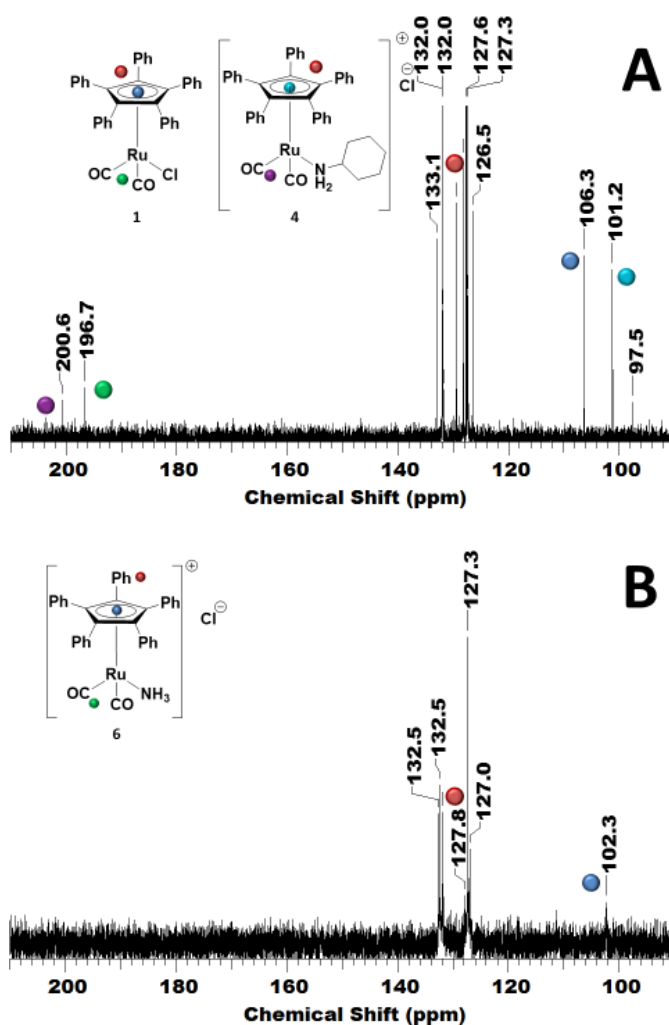 A
132.0
132.0
127.6
127.3
133.1
126.5
106.3
101.2
97.5
200.6
196.7
Ph
Ph
Ph
Ph
Ph
Ru
OC
CO
Cl
1
Ph
Ph
Ph
Ph
Ph
Ru
OC
CO
N
H2
⊕
⊖
Cl
4
200 180 160 140 120 100
Chemical Shift (ppm)
B
127.3
132.5
132.5
127.8
127.0
102.3
Ph
Ph
Ph
Ph
Ph
Ru
OC
CO
NH3
⊕
Cl⊖
6
200 180 160 140 120 100
Chemical Shift (ppm)